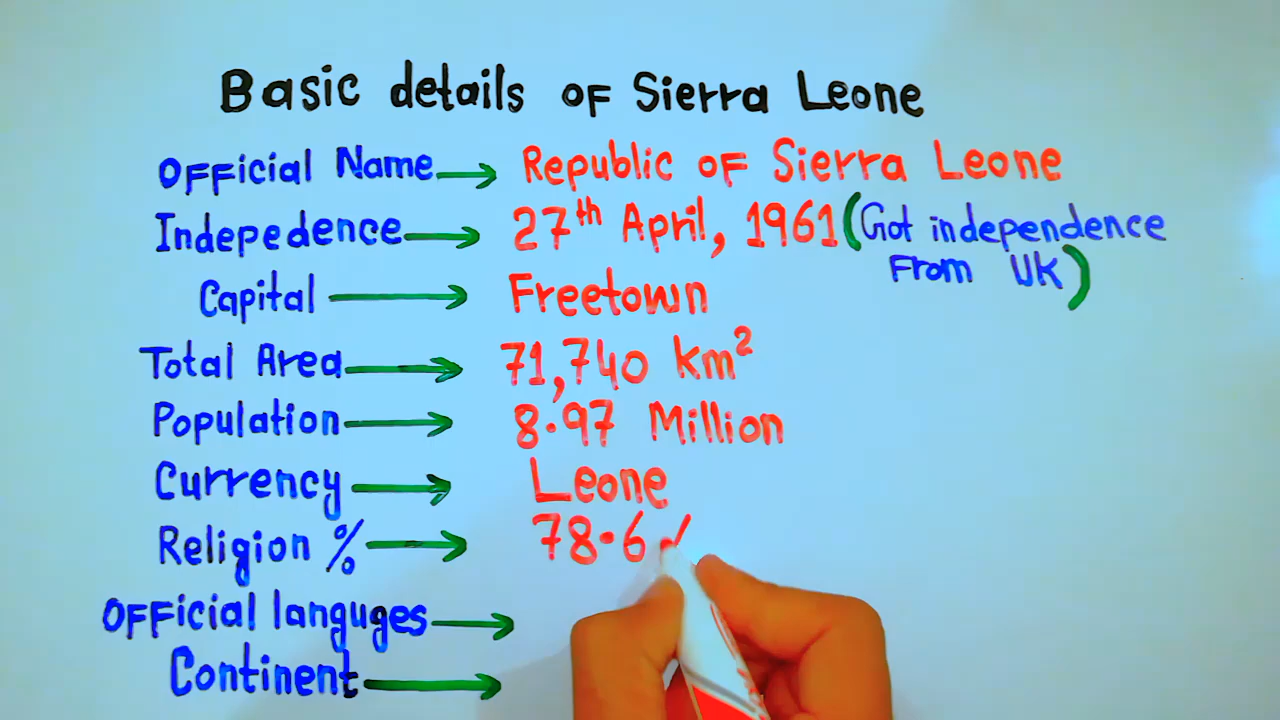 Basic details of Sierra Leone
Official Name → Republic of Sierra Leone
Indepedence → 27th April, 1961 (Got independence
From UK)
Capital → Freetown
Total Area → 71,740 km²
Population → 8.97 Million
Currency → Leone
Religion % → 78.6
Official languges →
Continent →